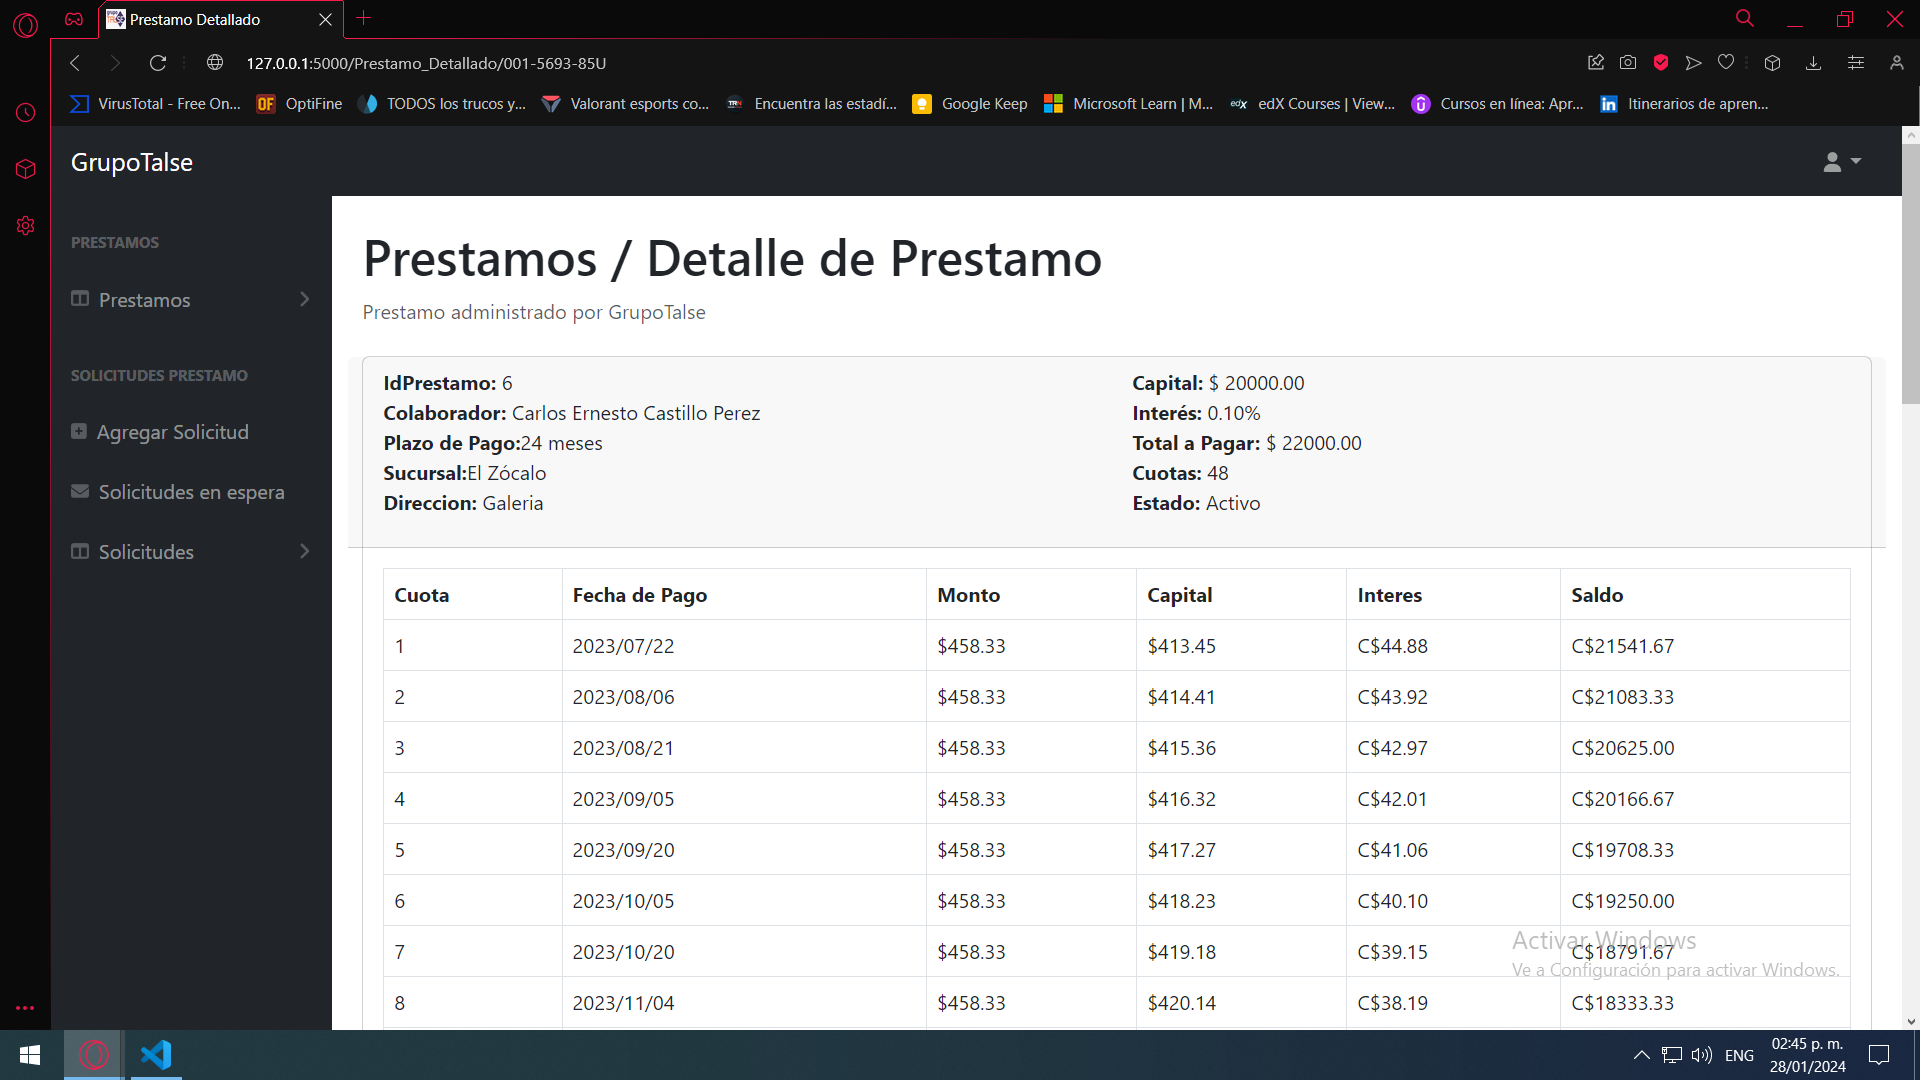 Prestamo Detallado
127.0.0.1:5000/Prestamo_Detallado/001-5693-85U
VirusTotal - Free On... OptiFine TODOS los trucos y... Valorant esports co... TRN Encuentra las estadí... Google Keep Microsoft Learn | M... edX edX Courses | View... Cursos en línea: Apr... in Itinerarios de apren...
GrupoTalse
PRESTAMOS
Prestamos
SOLICITUDES PRESTAMO
Agregar Solicitud
Solicitudes en espera
Solicitudes
Prestamos / Detalle de Prestamo
Prestamo administrado por GrupoTalse
IdPrestamo: 6
Colaborador: Carlos Ernesto Castillo Perez
Plazo de Pago:24 meses
Sucursal:El Zócalo
Direccion: Galeria
Capital: $ 20000.00
Interés: 0.10%
Total a Pagar: $ 22000.00
Cuotas: 48
Estado: Activo
Cuota Fecha de Pago Monto Capital Interes Saldo
1 2023/07/22 $458.33 $413.45 C$44.88 C$21541.67
2 2023/08/06 $458.33 $414.41 C$43.92 C$21083.33
3 2023/08/21 $458.33 $415.36 C$42.97 C$20625.00
4 2023/09/05 $458.33 $416.32 C$42.01 C$20166.67
5 2023/09/20 $458.33 $417.27 C$41.06 C$19708.33
6 2023/10/05 $458.33 $418.23 C$40.10 C$19250.00
7 2023/10/20 $458.33 $419.18 C$39.15 C$18791.67
8 2023/11/04 $458.33 $420.14 C$38.19 C$18333.33
Activar Windows
Ve a Configuración para activar Windows.
ENG
02:45 p. m.
28/01/2024